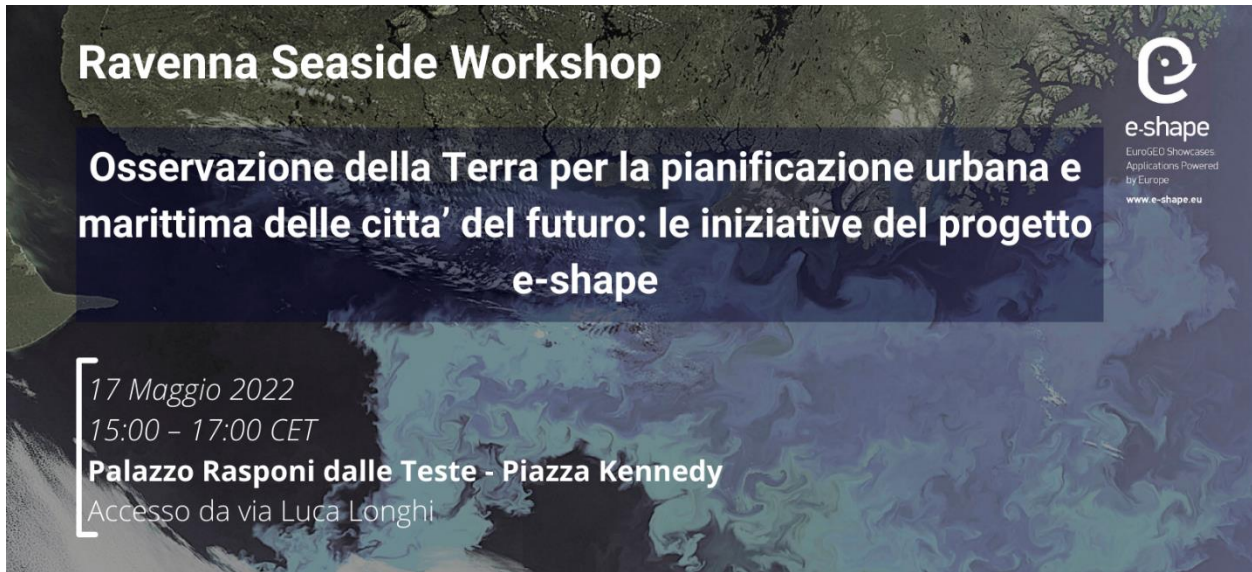 Ravenna Seaside Workshop
Osservazione della Terra per la pianificazione urbana e
marittima delle citta’ del futuro: le iniziative del progetto
e-shape
17 Maggio 2022
15:00 – 17:00 CET
Palazzo Rasponi dalle Teste - Piazza Kennedy
Accesso da via Luca Longhi
e-shape
EuroGEO Showcases:
Applications Powered
by Europe
www.e-shape.eu